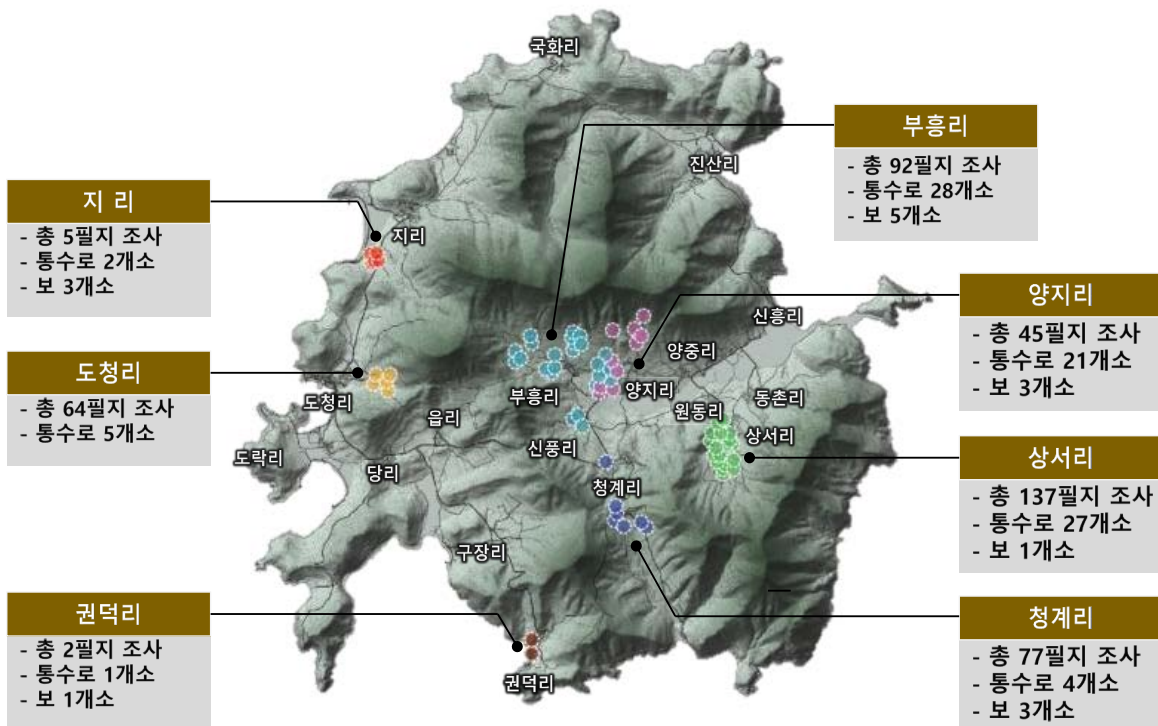 국화리
부흥리
- 총 92필지 조사
- 통수로 28개소
- 보 5개소
진산리
지 리
- 총 5필지 조사
- 통수로 2개소
- 보 3개소
지리
양지리
- 총 45필지 조사
- 통수로 21개소
- 보 3개소
신흥리
양중리
도청리
- 총 64필지 조사
- 통수로 5개소
도청리
읍리
부흥리
양지리
원동리
동촌리
상서리
신풍리
도락리
당리
청계리
상서리
- 총 137필지 조사
- 통수로 27개소
- 보 1개소
구장리
권덕리
- 총 2필지 조사
- 통수로 1개소
- 보 1개소
권덕리
청계리
- 총 77필지 조사
- 통수로 4개소
- 보 3개소